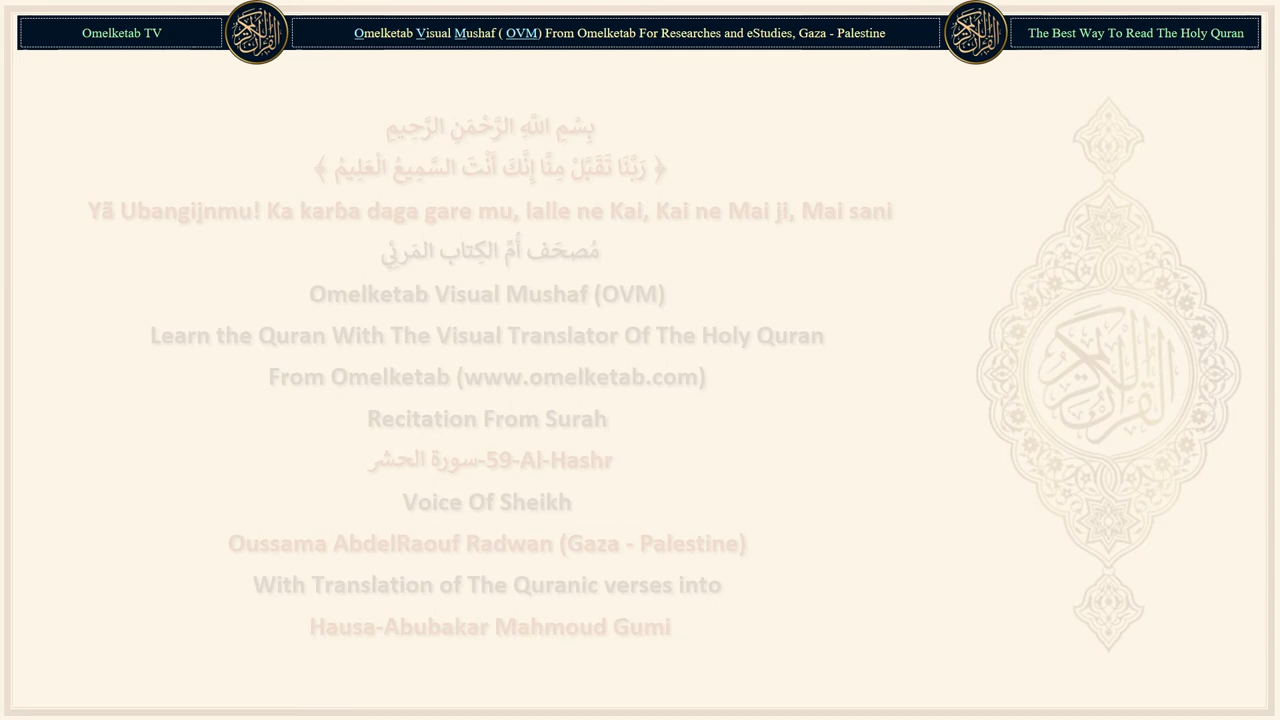 Omelketab TV
Omelketab Visual Mushaf ( OVM) From Omelketab For Researches and eStudies, Gaza - Palestine
The Best Way To Read The Holy Quran
بِسْمِ اللَّهِ الرَّحْمَنِ الرَّحِيمِ
﴿ رَبَّنَا تَقَبَّلْ مِنَّا إِنَّكَ أَنْتَ السَّمِيعُ الْعَلِيمُ ﴾
Yã Ubangijnmu! Ka karɓa daga gare mu, lalle ne Kai, Kai ne Mai ji, Mai sani
مُصحَف أُمِّ الكِتابِ المَرئِي
Omelketab Visual Mushaf (OVM)
Learn the Quran With The Visual Translator Of The Holy Quran
From Omelketab (www.omelketab.com)
Recitation From Surah
سورة الحشر-59-Al-Hashr
Voice Of Sheikh
Oussama AbdelRaouf Radwan (Gaza - Palestine)
With Translation of The Quranic verses into
Hausa-Abubakar Mahmoud Gumi
القرآن الكريم